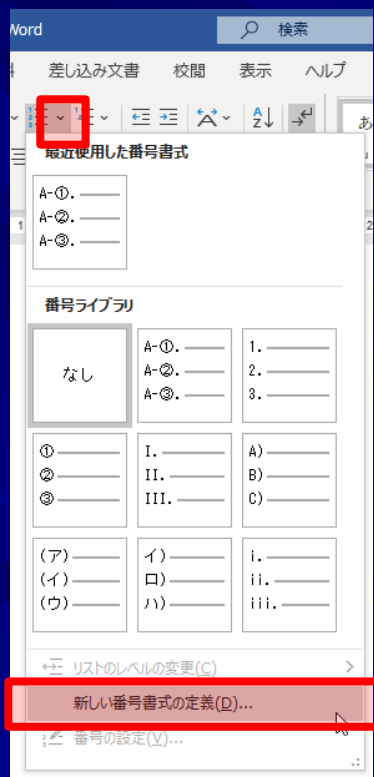 Word
検索
差し込み文書 校閲 表示 ヘルプ
あ
最近使用した番号書式
A-①.
A-②.
A-③.
1
2
番号ライブラリ
なし
A-①.
A-②.
A-③.
1.
2.
3.
①
②
③
I.
II.
III.
A)
B)
C)
(ア)
(イ)
(ウ)
イ)
ロ)
ハ)
i.
ii.
iii.
リストのレベルの変更(C)
新しい番号書式の定義(D)...
番号の設定(V)...